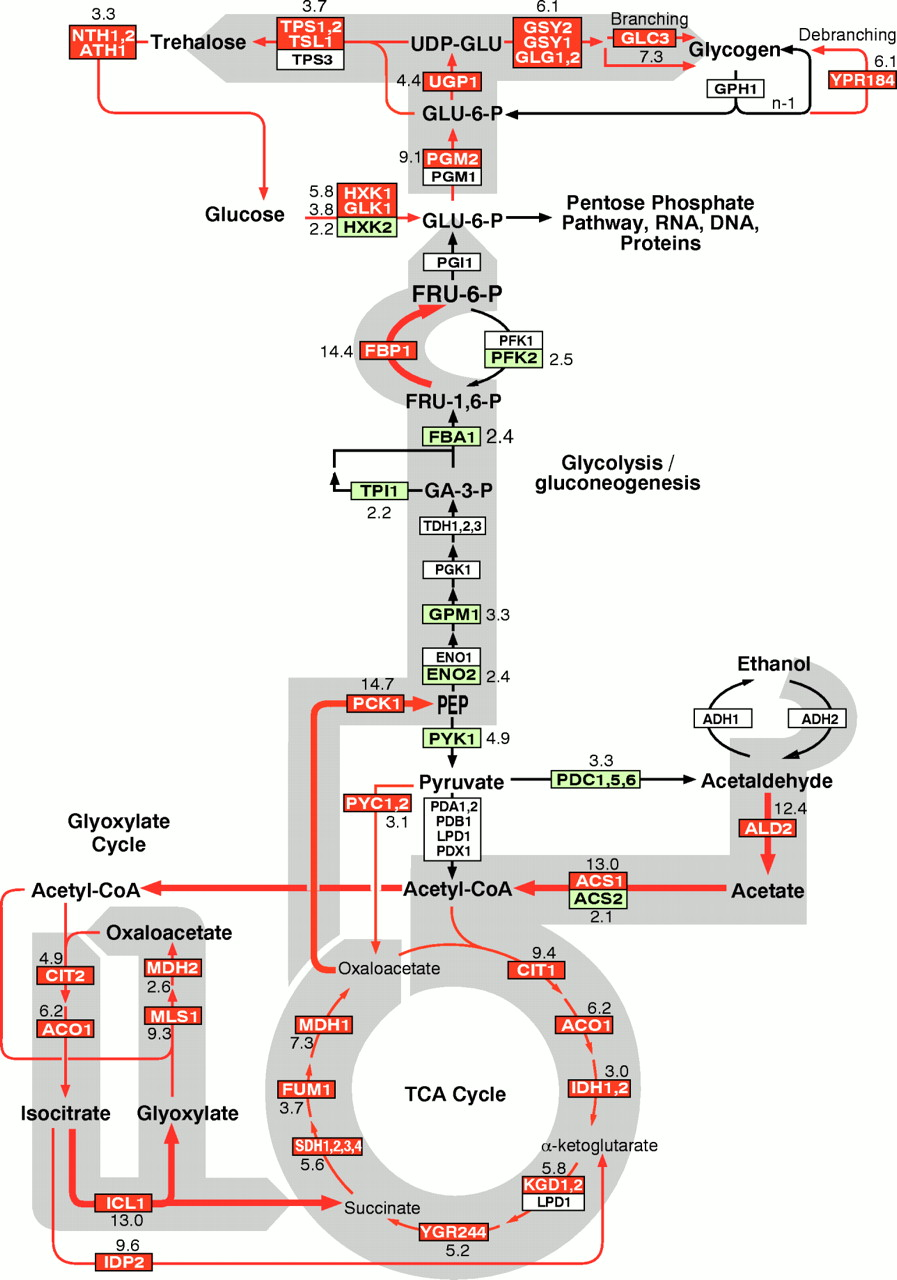 3.3
NTH1,2
ATH1
Trehalose
3.7
TPS1,2
TSL1
TPS3
UDP-GLU
6.1
GSY2
GSY1
GLG1,2
Branching
GLC3
7.3
Glycogen
Debranching
6.1
YPR184
4.4
UGP1
GPH1
n-1
GLU-6-P
9.1
PGM2
PGM1
Glucose
5.8
HXK1
3.8
GLK1
2.2
HXK2
GLU-6-P
Pentose Phosphate
Pathway, RNA, DNA,
Proteins
PGI1
FRU-6-P
14.4
FBP1
PFK1
PFK2
2.5
FRU-1,6-P
FBA1
2.4
Glycolysis /
gluconeogenesis
TPI1
2.2
GA-3-P
TDH1,2,3
PGK1
GPM1
3.3
ENO1
ENO2
2.4
14.7
PCK1
PEP
PYK1
4.9
Ethanol
ADH1
ADH2
Pyruvate
3.3
PDC1,5,6
Acetaldehyde
PYC1,2
3.1
PDA1,2
PDB1
LPD1
PDX1
12.4
ALD2
Glyoxylate
Cycle
Acetyl-CoA
Acetyl-CoA
13.0
ACS1
ACS2
2.1
Acetate
Oxaloacetate
4.9
CIT2
MDH2
2.6
6.2
ACO1
MLS1
9.3
Isocitrate
Glyoxylate
ICL1
13.0
9.6
IDP2
Oxaloacetate
9.4
CIT1
6.2
ACO1
3.0
IDH1,2
α-ketoglutarate
5.8
KGD1,2
LPD1
YGR244
5.2
Succinate
SDH1,2,3,4
5.6
FUM1
3.7
MDH1
7.3
TCA Cycle